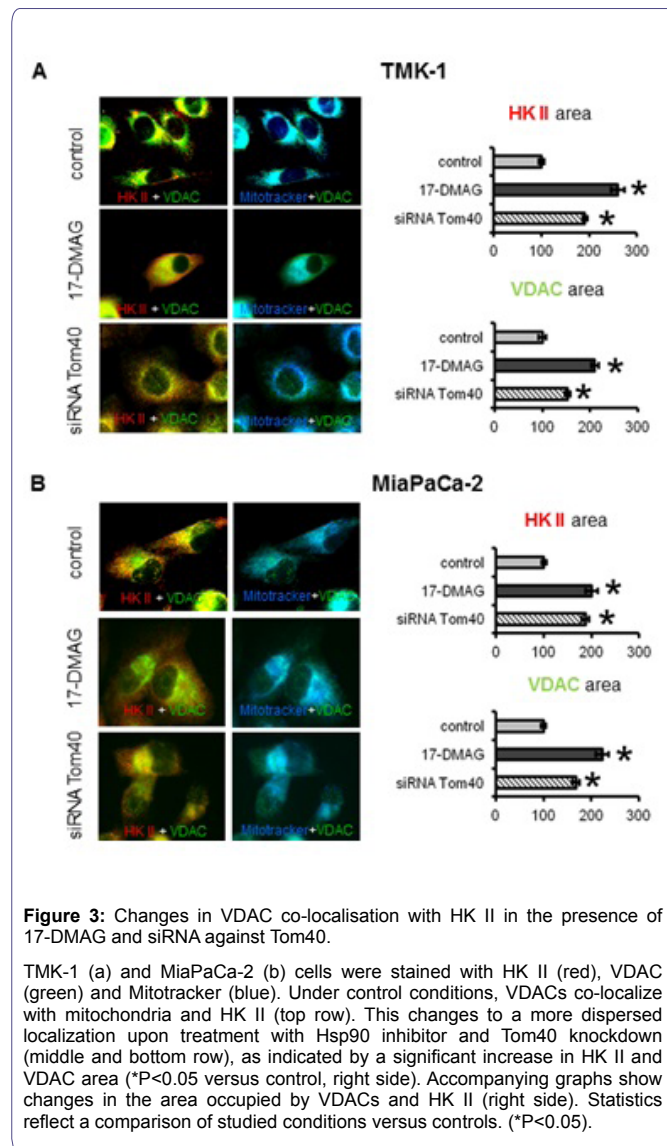 A
TMK-1
control
HK II + VDAC
Mitotracker+VDAC
17-DMAG
HK II + VDAC
Mitotracker+VDAC
siRNA Tom40
HK II + VDAC
Mitotracker+VDAC
HK II area
control
17-DMAG
*
siRNA Tom40
*
0 100 200 300
VDAC area
control
17-DMAG
*
siRNA Tom40
*
0 100 200 300
B
MiaPaCa-2
control
HK II + VDAC
Mitotracker+VDAC
17-DMAG
HK II + VDAC
Mitotracker+VDAC
siRNA Tom40
HK II + VDAC
Mitotracker+VDAC
HK II area
control
17-DMAG
*
siRNA Tom40
*
0 100 200 300
VDAC area
control
17-DMAG
*
siRNA Tom40
*
0 100 200 300
Figure 3: Changes in VDAC co-localisation with HK II in the presence of
17-DMAG and siRNA against Tom40.
TMK-1 (a) and MiaPaCa-2 (b) cells were stained with HK II (red), VDAC
(green) and Mitotracker (blue). Under control conditions, VDACs co-localize
with mitochondria and HK II (top row). This changes to a more dispersed
localization upon treatment with Hsp90 inhibitor and Tom40 knockdown
(middle and bottom row), as indicated by a significant increase in HK II and
VDAC area (*P<0.05 versus control, right side). Accompanying graphs show
changes in the area occupied by VDACs and HK II (right side). Statistics
reflect a comparison of studied conditions versus controls. (*P<0.05).